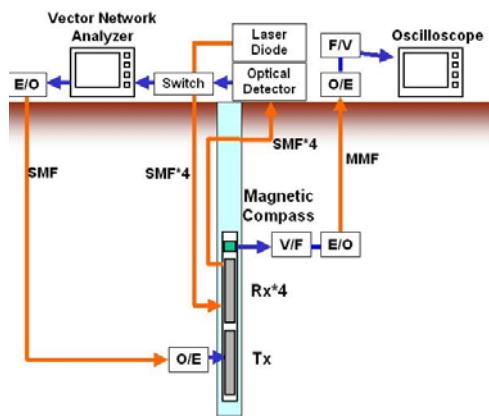 Vector Network
Analyzer
Laser
Diode
F/V
Oscilloscope
E/O
Switch
Optical
Detector
O/E
SMF
SMF*4
SMF*4
MMF
Magnetic
Compass
V/F
E/O
Rx*4
O/E
Tx